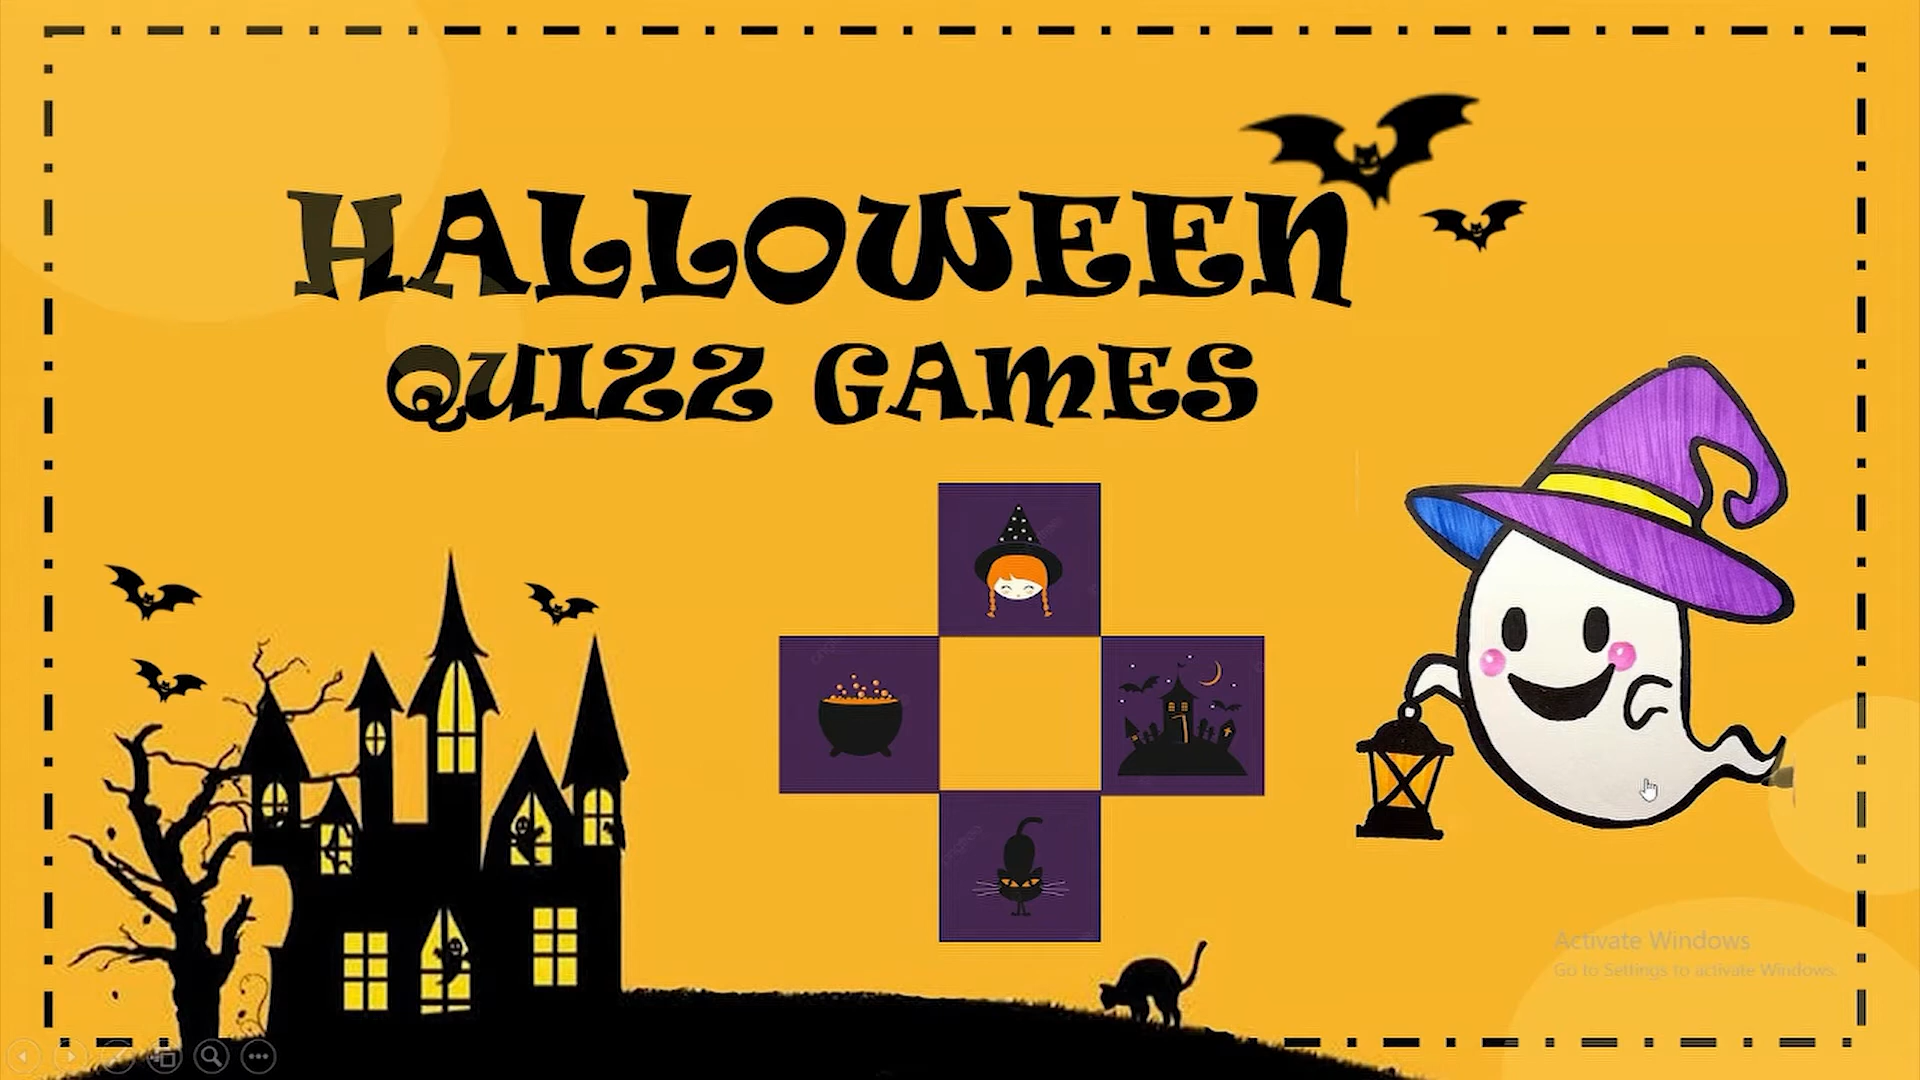 HALLOWEEN
QUIZZ GAMES
Activate Windows
Go to Settings to activate Windows.